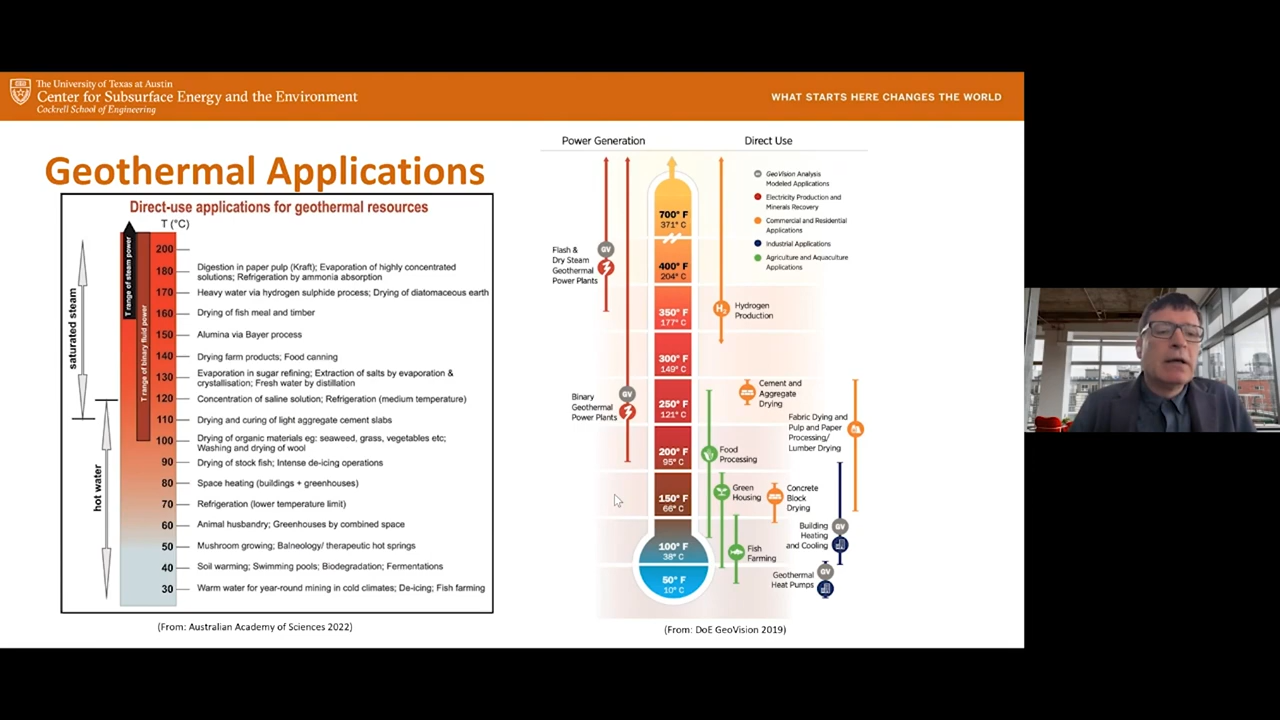 The University of Texas at Austin
Center for Subsurface Energy and the Environment
Cockrell School of Engineering
WHAT STARTS HERE CHANGES THE WORLD
Geothermal Applications
Direct-use applications for geothermal resources
T (°C)
saturated steam
hot water
T range of steam power
T range of binary fluid power
200
180 Digestion in paper pulp (Kraft); Evaporation of highly concentrated
solutions; Refrigeration by ammonia absorption
170 Heavy water via hydrogen sulphide process; Drying of diatomaceous earth
160 Drying of fish meal and timber
150 Alumina via Bayer process
140 Drying farm products; Food canning
130 Evaporation in sugar refining; Extraction of salts by evaporation &
crystallisation; Fresh water by distillation
120 Concentration of saline solution; Refrigeration (medium temperature)
110 Drying and curing of light aggregate cement slabs
100 Drying of organic materials eg: seaweed, grass, vegetables etc;
Washing and drying of wool
90 Drying of stock fish; Intense de-icing operations
80 Space heating (buildings + greenhouses)
70 Refrigeration (lower temperature limit)
60 Animal husbandry; Greenhouses by combined space
50 Mushroom growing; Balneology/ therapeutic hot springs
40 Soil warming; Swimming pools; Biodegradation; Fermentations
30 Warm water for year-round mining in cold climates; De-icing; Fish farming
(From: Australian Academy of Sciences 2022)
Power Generation
Direct Use
GeoVision Analysis
Modeled Applications
Electricity Production and
Minerals Recovery
Commercial and Residential
Applications
Industrial Applications
Agriculture and Aquaculture
Applications
700° F
371° C
400° F
204° C
350° F
177° C
300° F
149° C
250° F
121° C
200° F
95° C
150° F
66° C
100° F
38° C
50° F
10° C
Flash &
Dry Steam
Geothermal
Power Plants
GV
Binary
Geothermal
Power Plants
GV
H₂
Hydrogen
Production
Cement and
Aggregate
Drying
Fabric Dying and
Pulp and Paper
Processing/
Lumber Drying
Food
Processing
Green
Housing
Concrete
Block
Drying
Building
Heating
and Cooling
GV
Fish
Farming
Geothermal
Heat Pumps
GV
(From: DoE GeoVision 2019)